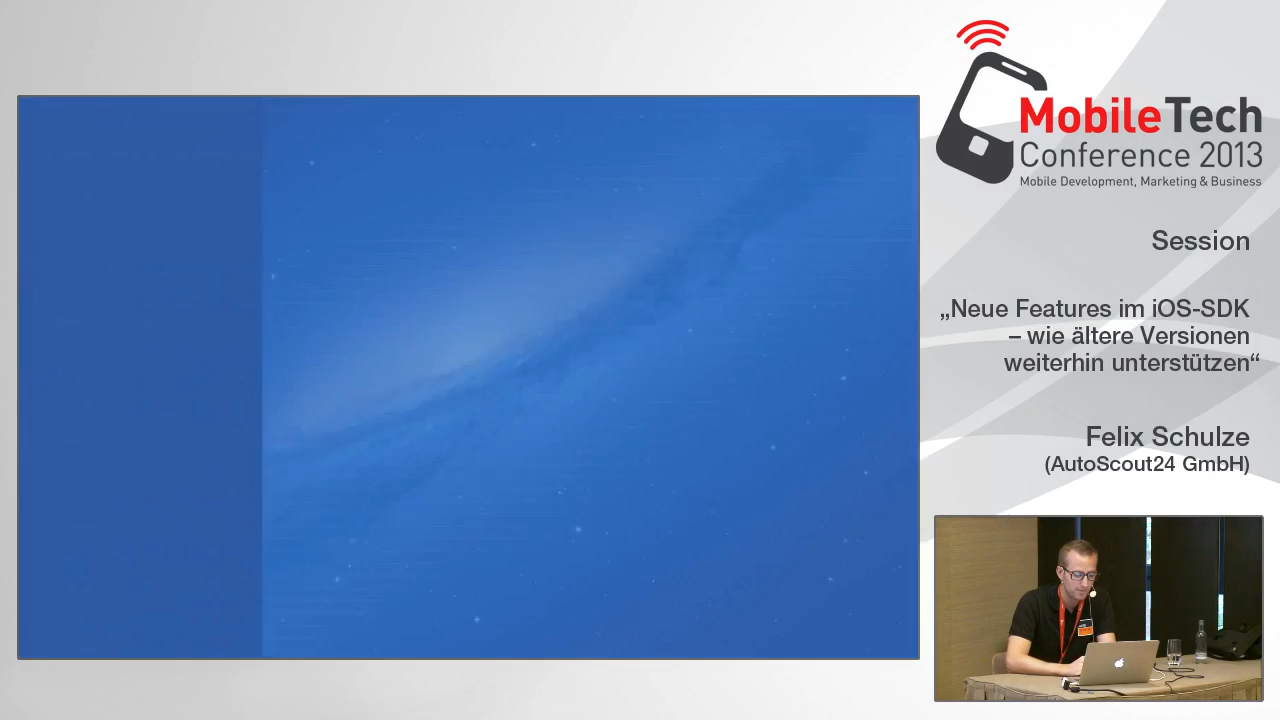 MobileTech
Conference 2013
Mobile Development, Marketing & Business
Session
„Neue Features im iOS-SDK
– wie ältere Versionen
weiterhin unterstützen“
Felix Schulze
(AutoScout24 GmbH)